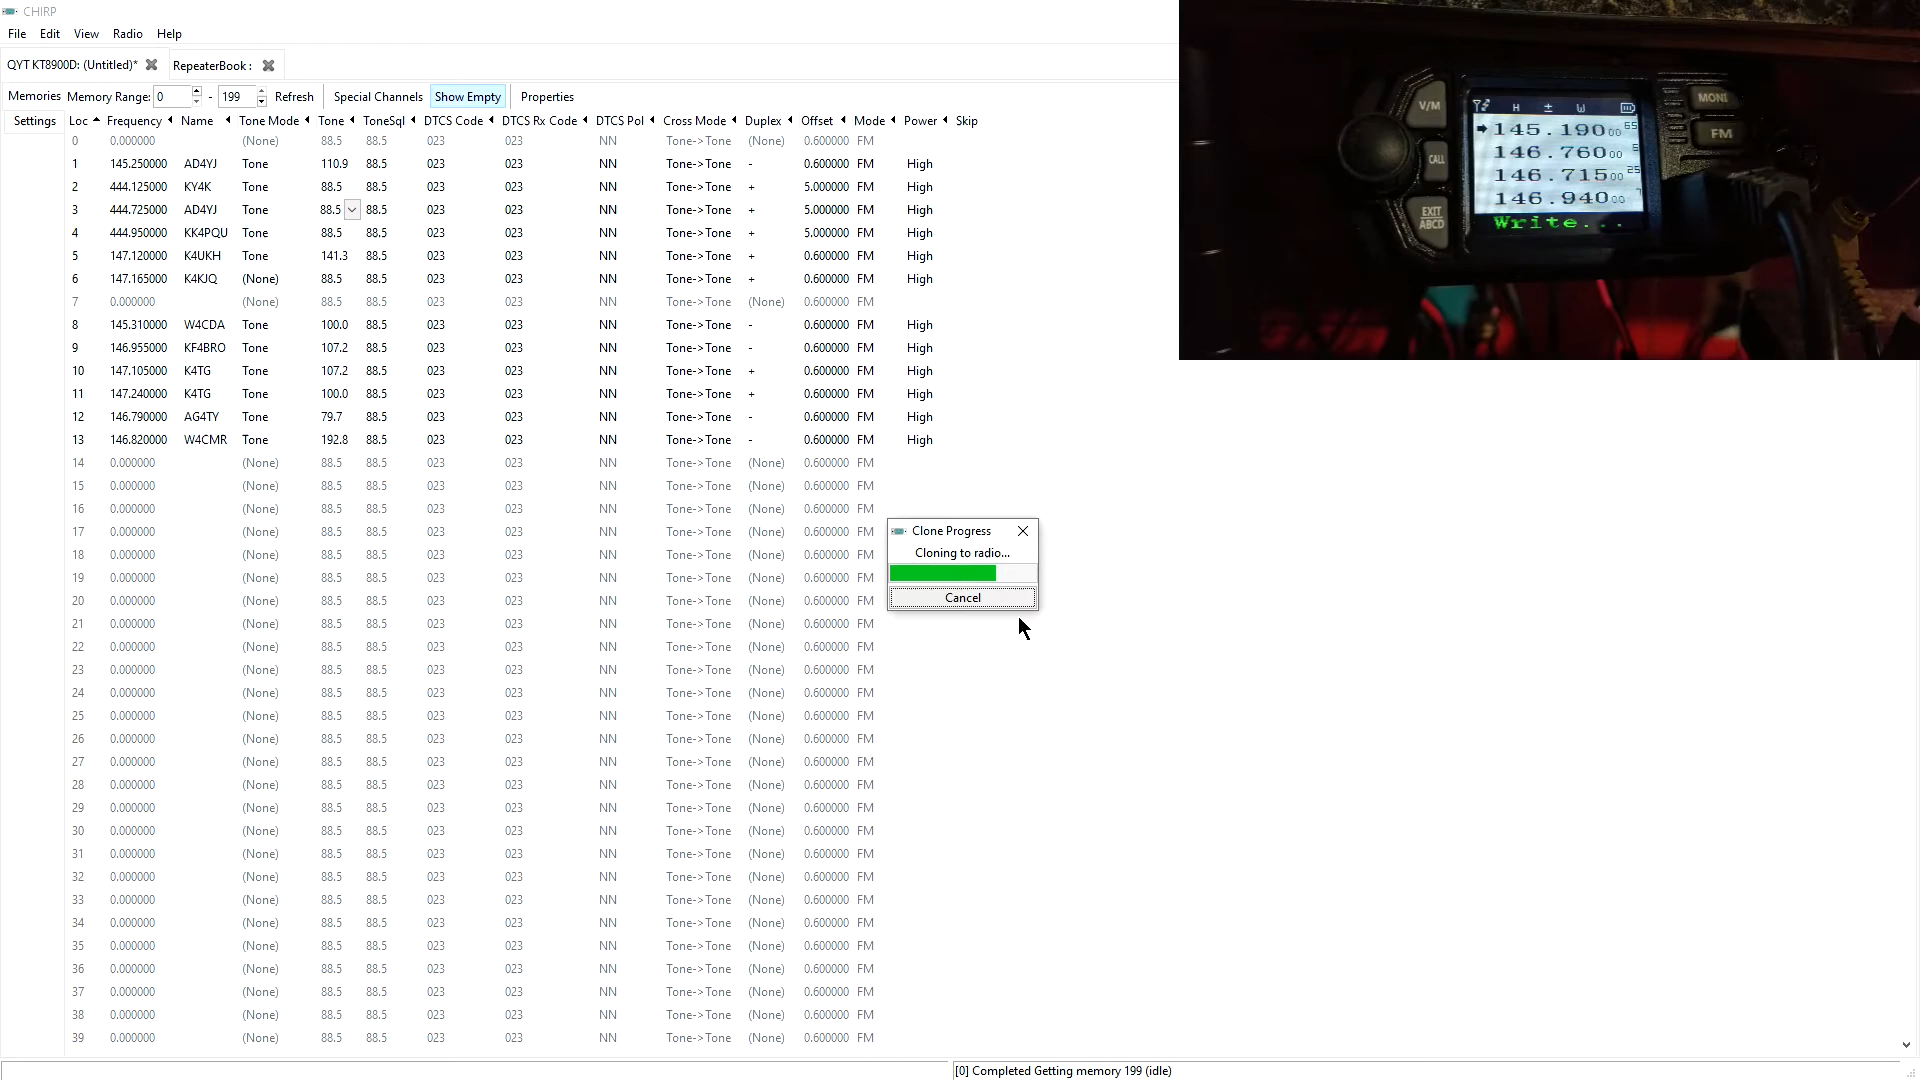 CHIRP
File Edit View Radio Help
QYT KT8900D: (Untitled)* RepeaterBook :
Memories Memory Range: 0 - 199 Refresh Special Channels Show Empty Properties
Settings Loc Frequency Name Tone Mode Tone ToneSql DTCS Code DTCS Rx Code DTCS Pol Cross Mode Duplex Offset Mode Power Skip
0 0.000000 (None) 88.5 88.5 023 023 NN Tone->Tone (None) 0.600000 FM
1 145.250000 AD4YJ Tone 110.9 88.5 023 023 NN Tone->Tone - 0.600000 FM High
2 444.125000 KY4K Tone 88.5 88.5 023 023 NN Tone->Tone + 5.000000 FM High
3 444.725000 AD4YJ Tone 88.5 88.5 023 023 NN Tone->Tone + 5.000000 FM High
4 444.950000 KK4PQU Tone 88.5 88.5 023 023 NN Tone->Tone + 5.000000 FM High
5 147.120000 K4UKH Tone 141.3 88.5 023 023 NN Tone->Tone + 0.600000 FM High
6 147.165000 K4KJQ (None) 88.5 88.5 023 023 NN Tone->Tone + 0.600000 FM High
7 0.000000 (None) 88.5 88.5 023 023 NN Tone->Tone (None) 0.600000 FM
8 145.310000 W4CDA Tone 100.0 88.5 023 023 NN Tone->Tone - 0.600000 FM High
9 146.955000 KF4BRO Tone 107.2 88.5 023 023 NN Tone->Tone - 0.600000 FM High
10 147.105000 K4TG Tone 107.2 88.5 023 023 NN Tone->Tone + 0.600000 FM High
11 147.240000 K4TG Tone 100.0 88.5 023 023 NN Tone->Tone + 0.600000 FM High
12 146.790000 AG4TY Tone 79.7 88.5 023 023 NN Tone->Tone - 0.600000 FM High
13 146.820000 W4CMR Tone 192.8 88.5 023 023 NN Tone->Tone - 0.600000 FM High
14 0.000000 (None) 88.5 88.5 023 023 NN Tone->Tone (None) 0.600000 FM
15 0.000000 (None) 88.5 88.5 023 023 NN Tone->Tone (None) 0.600000 FM
16 0.000000 (None) 88.5 88.5 023 023 NN Tone->Tone (None) 0.600000 FM
17 0.000000 (None) 88.5 88.5 023 023 NN Tone->Tone (None) 0.600000 FM
18 0.000000 (None) 88.5 88.5 023 023 NN Tone->Tone (None) 0.600000 FM
19 0.000000 (None) 88.5 88.5 023 023 NN Tone->Tone (None) 0.600000 FM
20 0.000000 (None) 88.5 88.5 023 023 NN Tone->Tone (None) 0.600000 FM
21 0.000000 (None) 88.5 88.5 023 023 NN Tone->Tone (None) 0.600000 FM
22 0.000000 (None) 88.5 88.5 023 023 NN Tone->Tone (None) 0.600000 FM
23 0.000000 (None) 88.5 88.5 023 023 NN Tone->Tone (None) 0.600000 FM
24 0.000000 (None) 88.5 88.5 023 023 NN Tone->Tone (None) 0.600000 FM
25 0.000000 (None) 88.5 88.5 023 023 NN Tone->Tone (None) 0.600000 FM
26 0.000000 (None) 88.5 88.5 023 023 NN Tone->Tone (None) 0.600000 FM
27 0.000000 (None) 88.5 88.5 023 023 NN Tone->Tone (None) 0.600000 FM
28 0.000000 (None) 88.5 88.5 023 023 NN Tone->Tone (None) 0.600000 FM
29 0.000000 (None) 88.5 88.5 023 023 NN Tone->Tone (None) 0.600000 FM
30 0.000000 (None) 88.5 88.5 023 023 NN Tone->Tone (None) 0.600000 FM
31 0.000000 (None) 88.5 88.5 023 023 NN Tone->Tone (None) 0.600000 FM
32 0.000000 (None) 88.5 88.5 023 023 NN Tone->Tone (None) 0.600000 FM
33 0.000000 (None) 88.5 88.5 023 023 NN Tone->Tone (None) 0.600000 FM
34 0.000000 (None) 88.5 88.5 023 023 NN Tone->Tone (None) 0.600000 FM
35 0.000000 (None) 88.5 88.5 023 023 NN Tone->Tone (None) 0.600000 FM
36 0.000000 (None) 88.5 88.5 023 023 NN Tone->Tone (None) 0.600000 FM
37 0.000000 (None) 88.5 88.5 023 023 NN Tone->Tone (None) 0.600000 FM
38 0.000000 (None) 88.5 88.5 023 023 NN Tone->Tone (None) 0.600000 FM
39 0.000000 (None) 88.5 88.5 023 023 NN Tone->Tone (None) 0.600000 FM
Clone Progress
Cloning to radio...
Cancel
[0] Completed Getting memory 199 (idle)
V/M
CALL
EXIT
ABCD
MONI
FM
H ± W
145.19000 65
146.76000 5
146.71500 25
146.94000 7
Write...